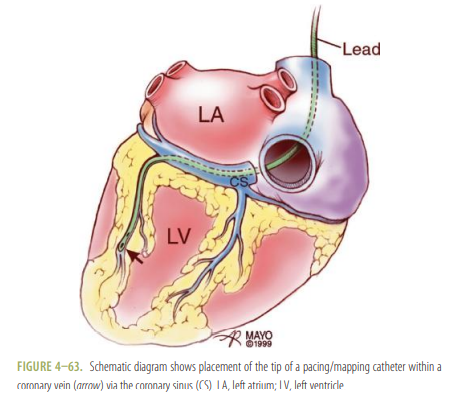 Lead
LA
CS
LV
MAYO
©1999
FIGURE 4–63. Schematic diagram shows placement of the tip of a pacing/mapping catheter within a
coronary vein (arrow) via the coronary sinus (CS). LA, left atrium; LV, left ventricle